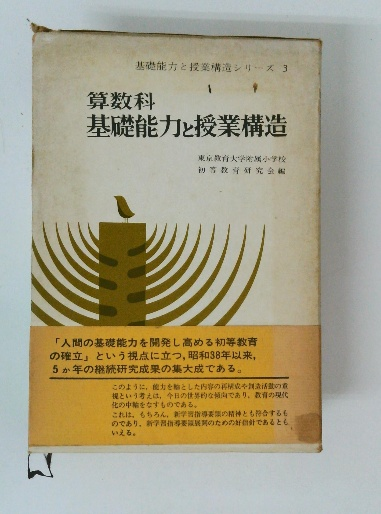 基礎能力と授業構造シリーズ 3
算数科
基礎能力と授業構造
東京教育大学附属小学校
初等教育研究会編
「人間の基礎能力を開発し高める初等教育
の確立」という視点に立つ,昭和38年以来,
5か年の継続研究成果の集大成である。
このように、能力を軸とした内容の再構成や創造活動の重
視という考えは、今日の世界的な傾向であり、教育の現代
化の中軸をなすものである。
これは、もちろん、新学習指導要領の精神とも符合するも
のであり、新学習指導要領展開のための好指針であるとも
いえる。